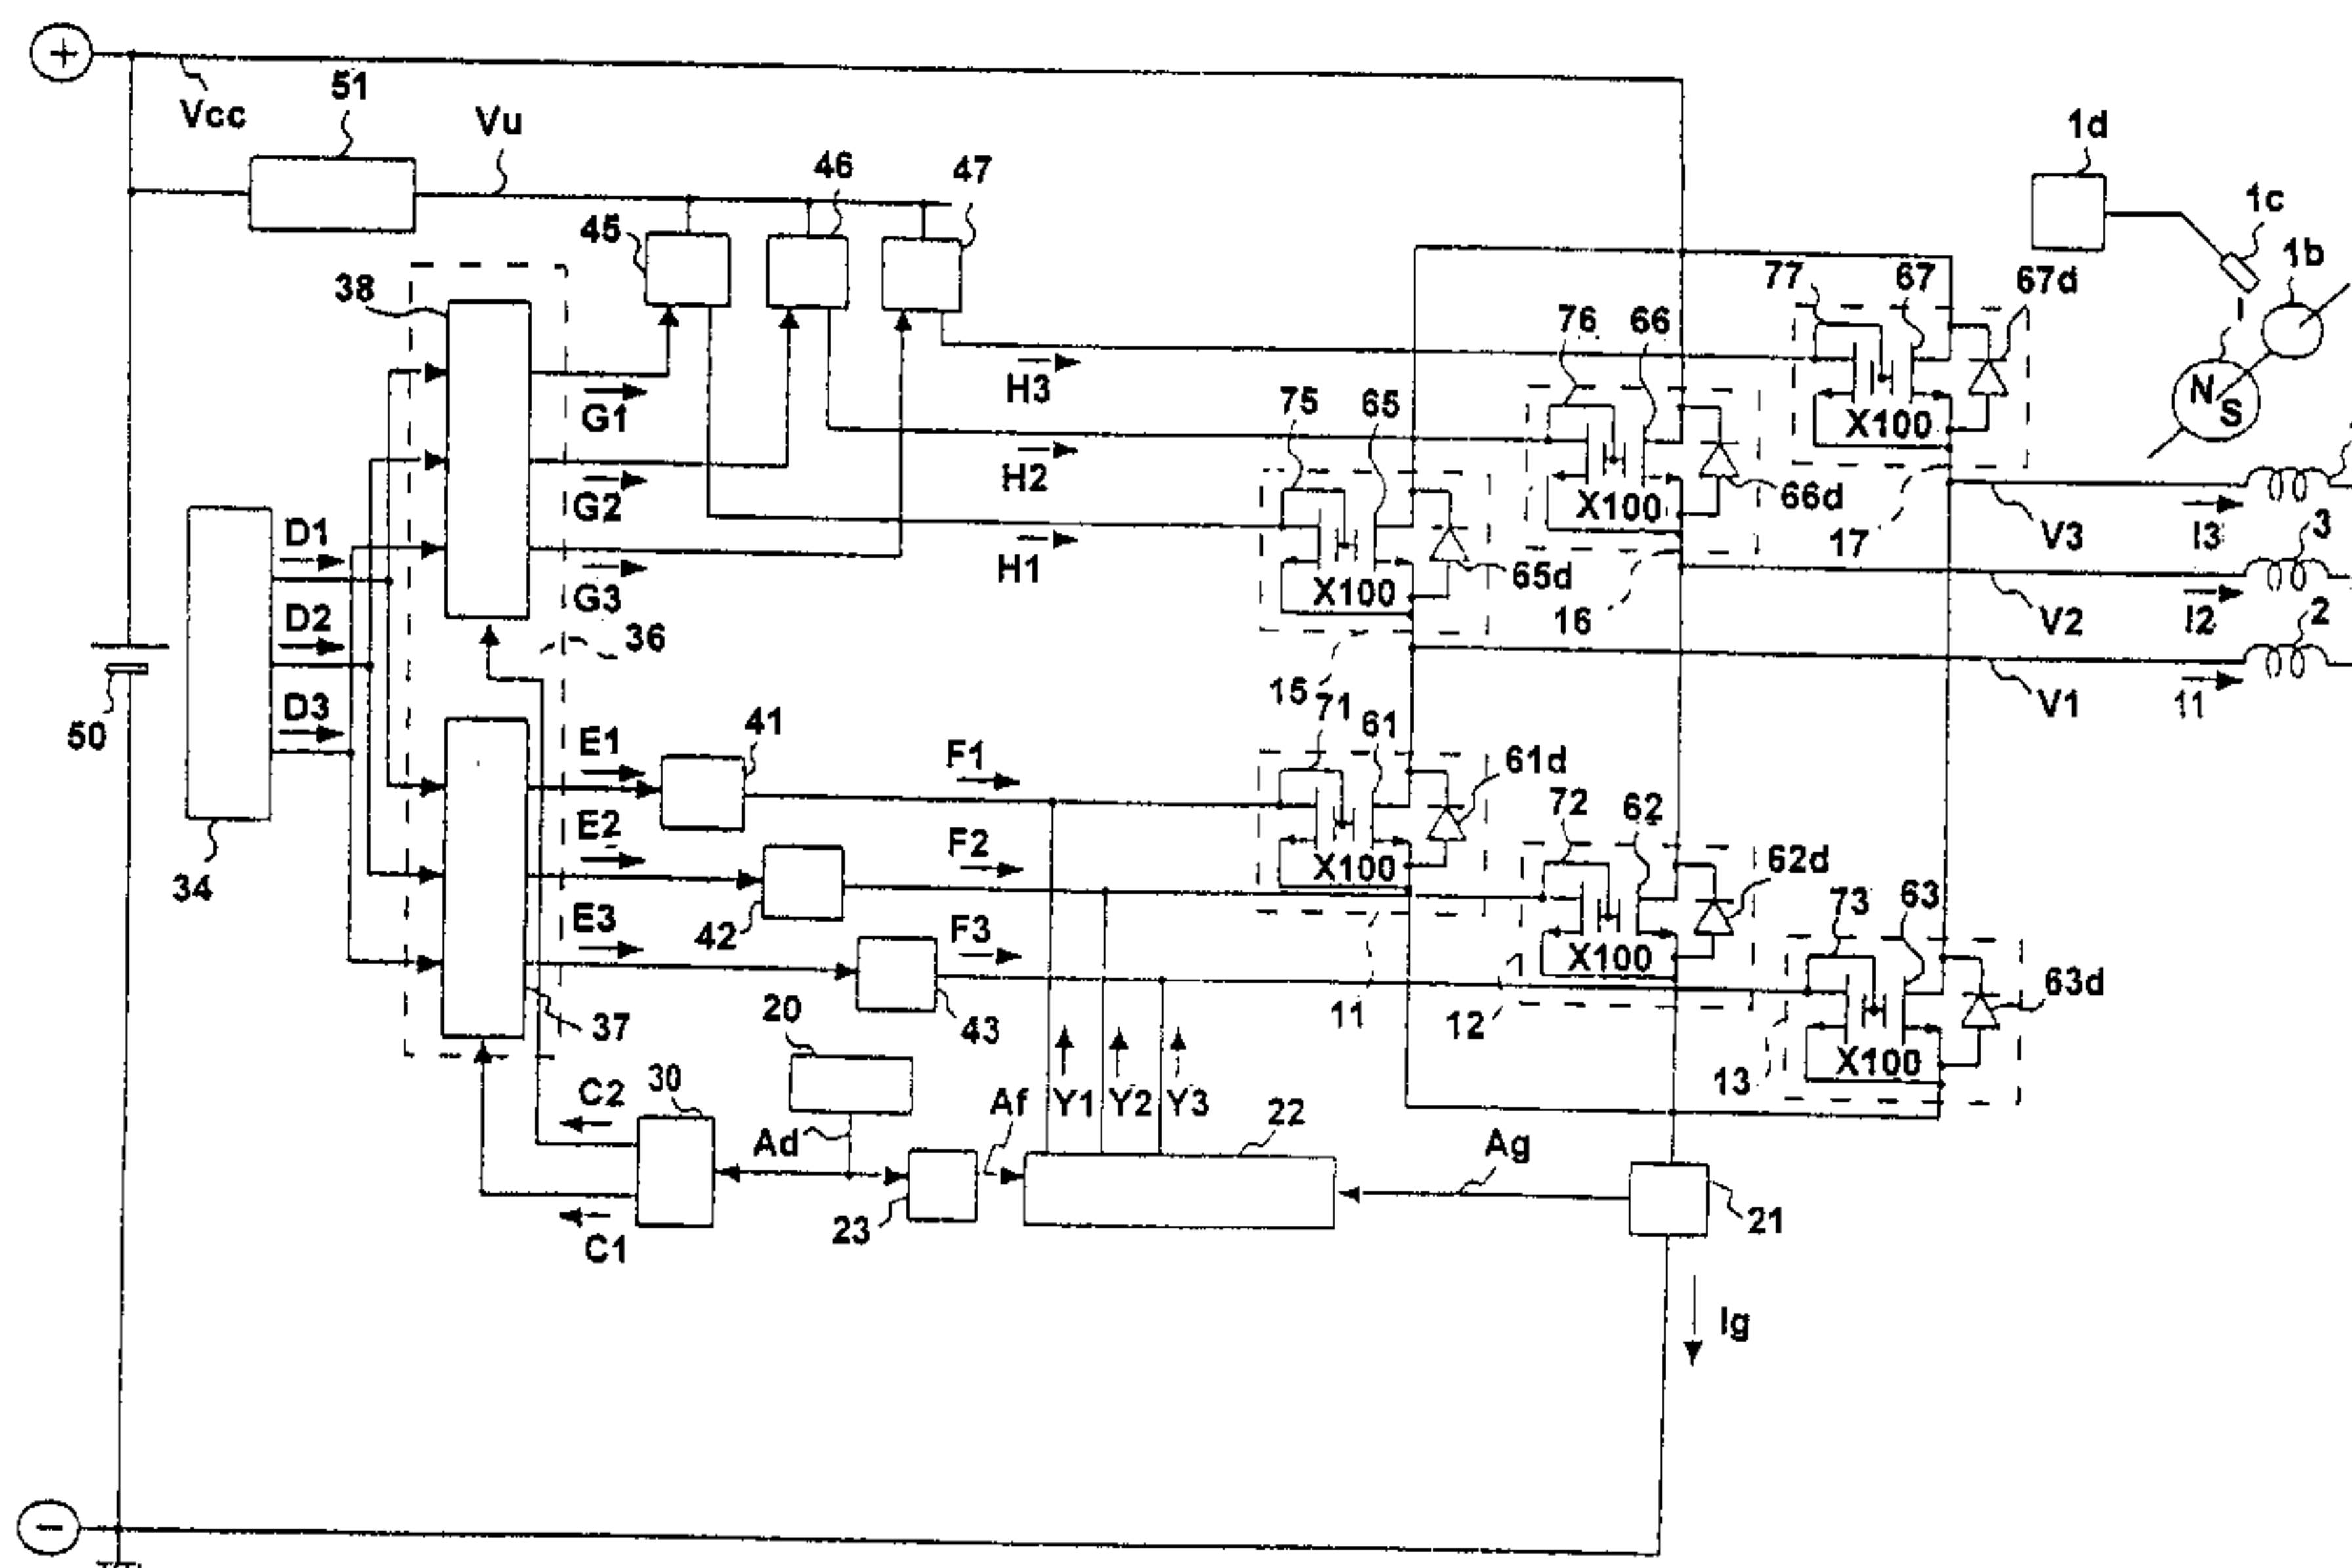 +
Vcc
51
Vu
45
46
47
1d
1c
1b
67d
38
77
67
N
S
X100
76
66
H3
G1
75
65
H2
X100
66d
G2
17
V3
I3
3
D1
H1
X100
65d
G3
16
V2
I2
2
D2
36
15
V1
11
D3
50
71
61
E1
41
F1
61d
34
E2
72
62
F2
X100
62d
42
E3
73
63
F3
X100
20
37
43
11
12
63d
X100
13
C2
30
Af
Y1
Y2
Y3
22
Ad
Ag
C1
23
21
Ig
−